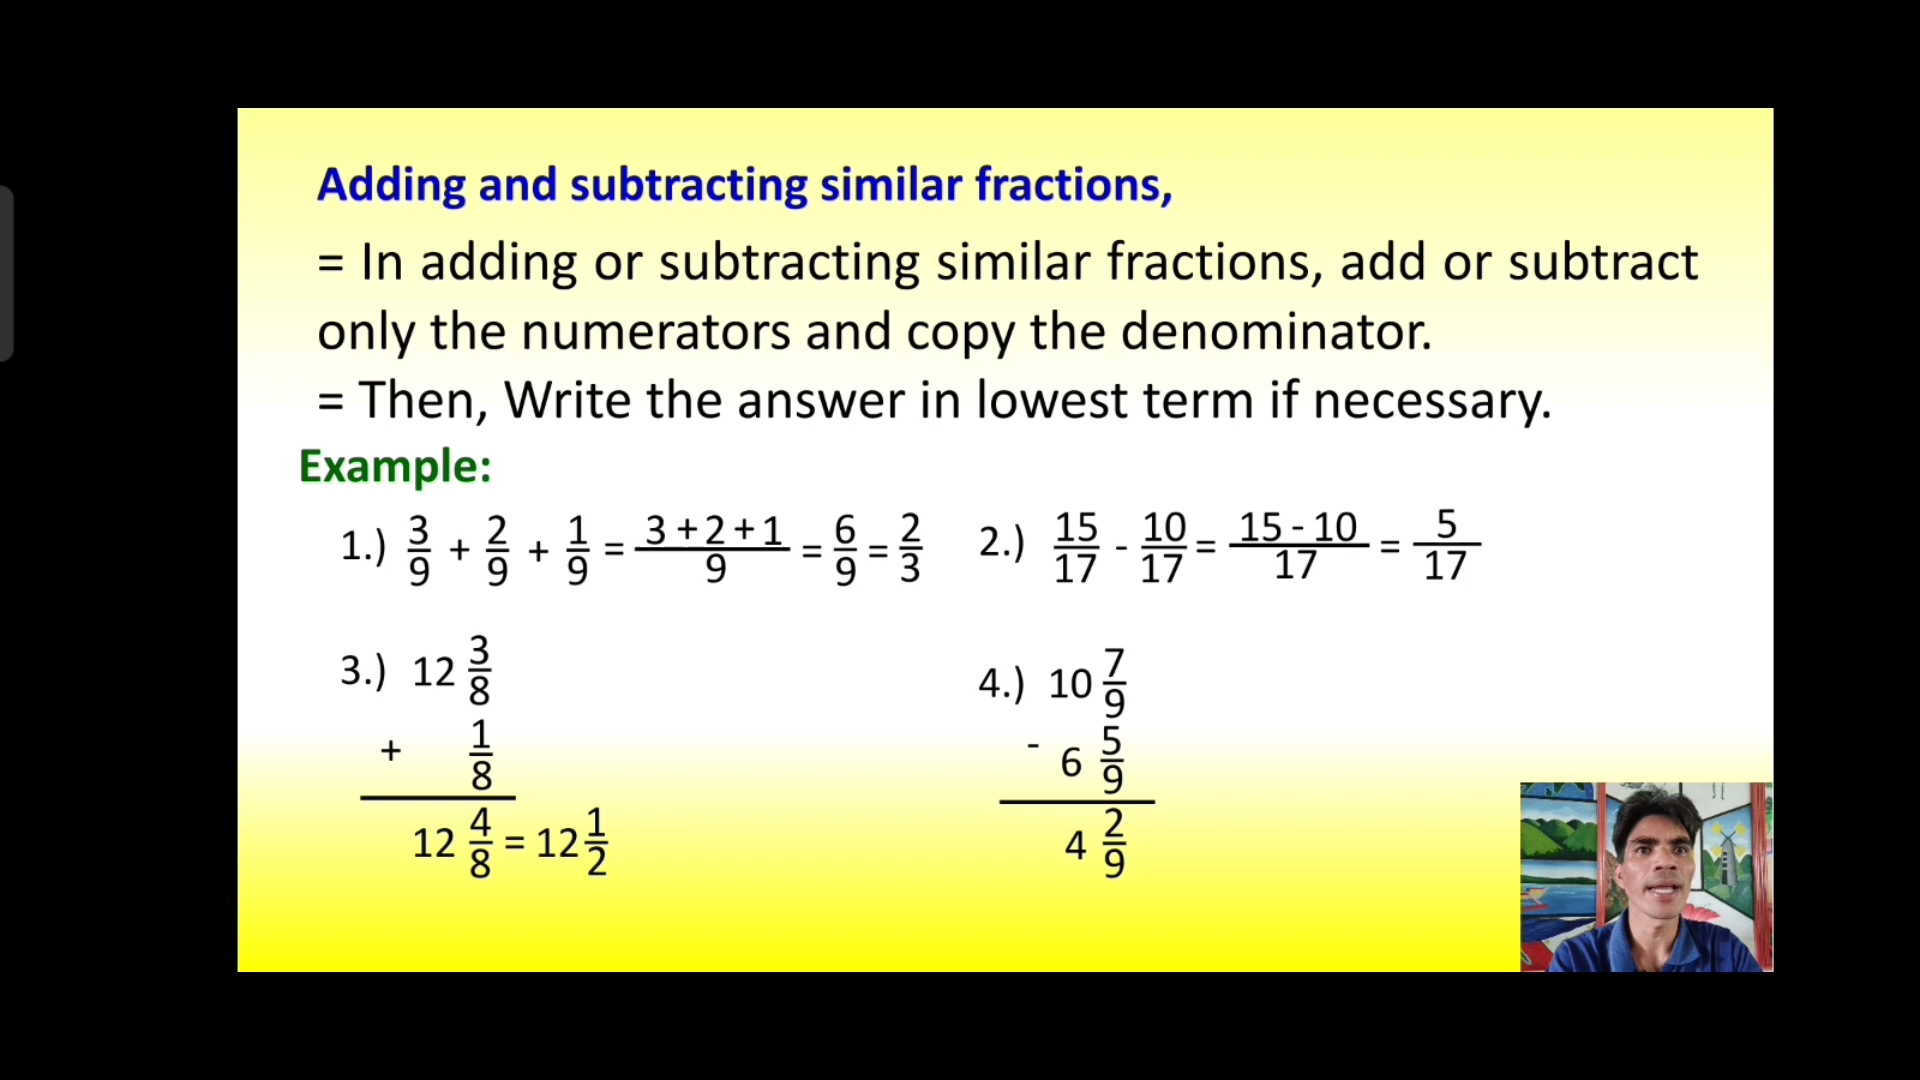 Adding and subtracting similar fractions,
= In adding or subtracting similar fractions, add or subtract
only the numerators and copy the denominator.
= Then, Write the answer in lowest term if necessary.
Example:
1.) 3/9 + 2/9 + 1/9 = 3 + 2 + 1/9 = 6/9 = 2/3
2.) 15/17 - 10/17 = 15 - 10/17 = 5/17
3.) 12 3/8
+ 1/8
12 4/8 = 12 1/2
4.) 10 7/9
- 6 5/9
4 2/9